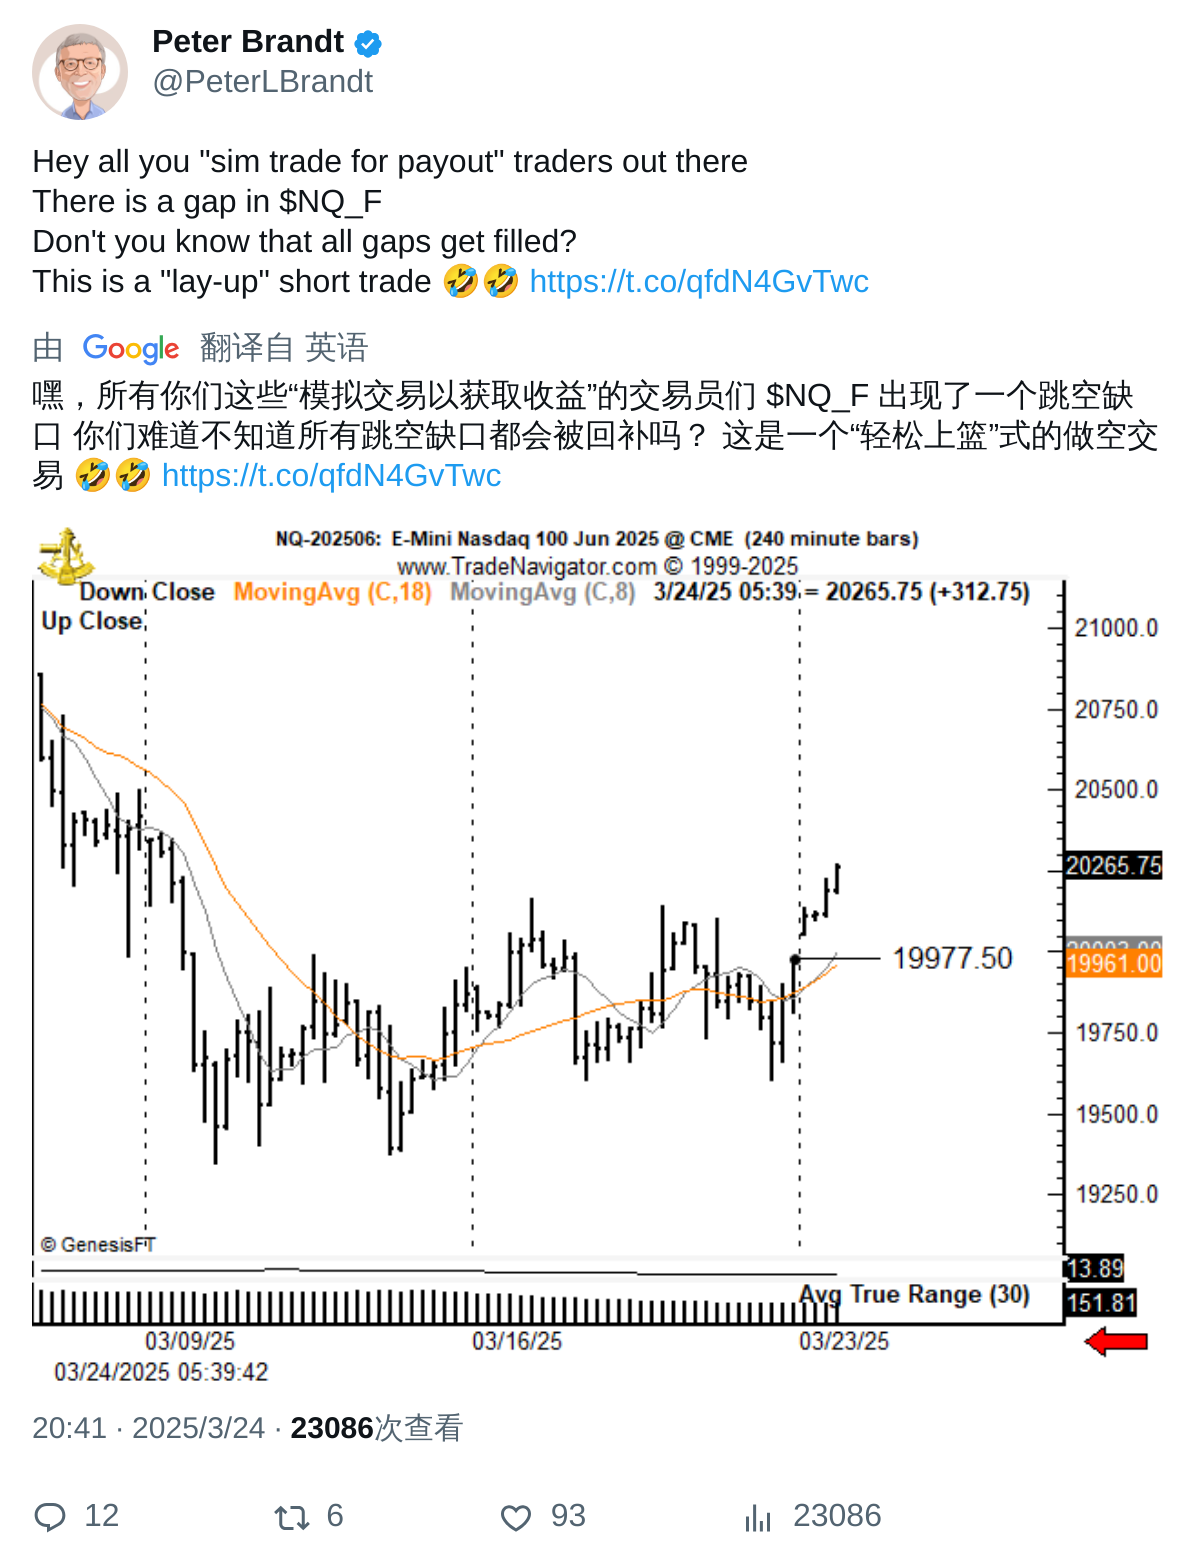 Peter Brandt
@PeterLBrandt
Hey all you "sim trade for payout" traders out there
There is a gap in $NQ_F
Don't you know that all gaps get filled?
This is a "lay-up" short trade 🤣🤣 https://t.co/qfdN4GvTwc
由 Google 翻译自 英语
嘿，所有你们这些“模拟交易以获取收益”的交易员们 $NQ_F 出现了一个跳空缺
口 你们难道不知道所有跳空缺口都会被回补吗？ 这是一个“轻松上篮”式的做空交
易 🤣🤣 https://t.co/qfdN4GvTwc
NQ-202506: E-Mini Nasdaq 100 Jun 2025 @ CME (240 minute bars)
www.TradeNavigator.com © 1999-2025
Down Close MovingAvg (C,18) MovingAvg (C,8) 3/24/25 05:39 = 20265.75 (+312.75)
Up Close
21000.0
20750.0
20500.0
20265.75
19977.50
19961.00
19750.0
19500.0
19250.0
© GenesisFT
13.89
Avg True Range (30)
151.81
03/09/25 03/16/25 03/23/25
03/24/2025 05:39:42
20:41 · 2025/3/24 · 23086次查看
12 6 93 23086